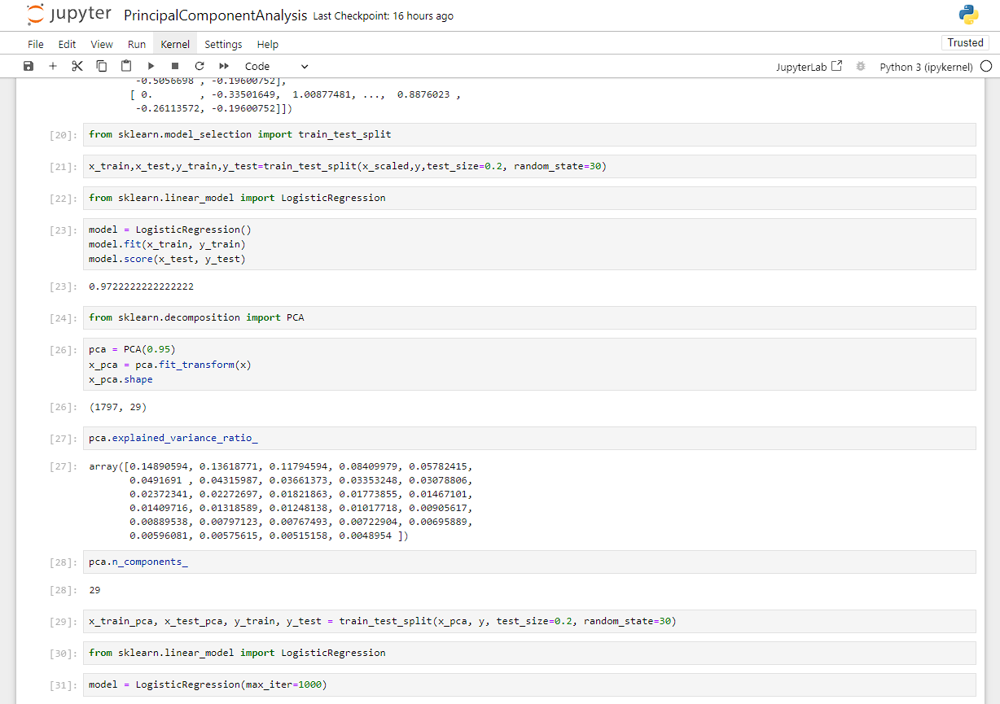 jupyter PrincipalComponentAnalysis Last Checkpoint: 16 hours ago
File Edit View Run Kernel Settings Help
Trusted
Code
JupyterLab
Python 3 (ipykernel)
-0.5056698 , -0.19600752],
[ 0.        , -0.33501649,  1.00877481, ...,  0.8876023 ,
-0.26113572, -0.19600752]])
[20]: from sklearn.model_selection import train_test_split
[21]: x_train,x_test,y_train,y_test=train_test_split(x_scaled,y,test_size=0.2, random_state=30)
[22]: from sklearn.linear_model import LogisticRegression
[23]: model = LogisticRegression()
model.fit(x_train, y_train)
model.score(x_test, y_test)
[23]: 0.9722222222222222
[24]: from sklearn.decomposition import PCA
[26]: pca = PCA(0.95)
x_pca = pca.fit_transform(x)
x_pca.shape
[26]: (1797, 29)
[27]: pca.explained_variance_ratio_
[27]: array([0.14890594, 0.13618771, 0.11794594, 0.08409979, 0.05782415,
0.0491691 , 0.04315987, 0.03661373, 0.03353248, 0.03078806,
0.02372341, 0.02272697, 0.01821863, 0.01773855, 0.01467101,
0.01409716, 0.01318589, 0.01248138, 0.01017718, 0.00905617,
0.00889538, 0.00797123, 0.00767493, 0.00722904, 0.00695889,
0.00596081, 0.00575615, 0.00515158, 0.0048954 ])
[28]: pca.n_components_
[28]: 29
[29]: x_train_pca, x_test_pca, y_train, y_test = train_test_split(x_pca, y, test_size=0.2, random_state=30)
[30]: from sklearn.linear_model import LogisticRegression
[31]: model = LogisticRegression(max_iter=1000)